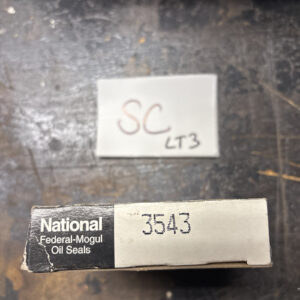 SC
LT3
National
Federal-Mogul
Oil Seals
3543